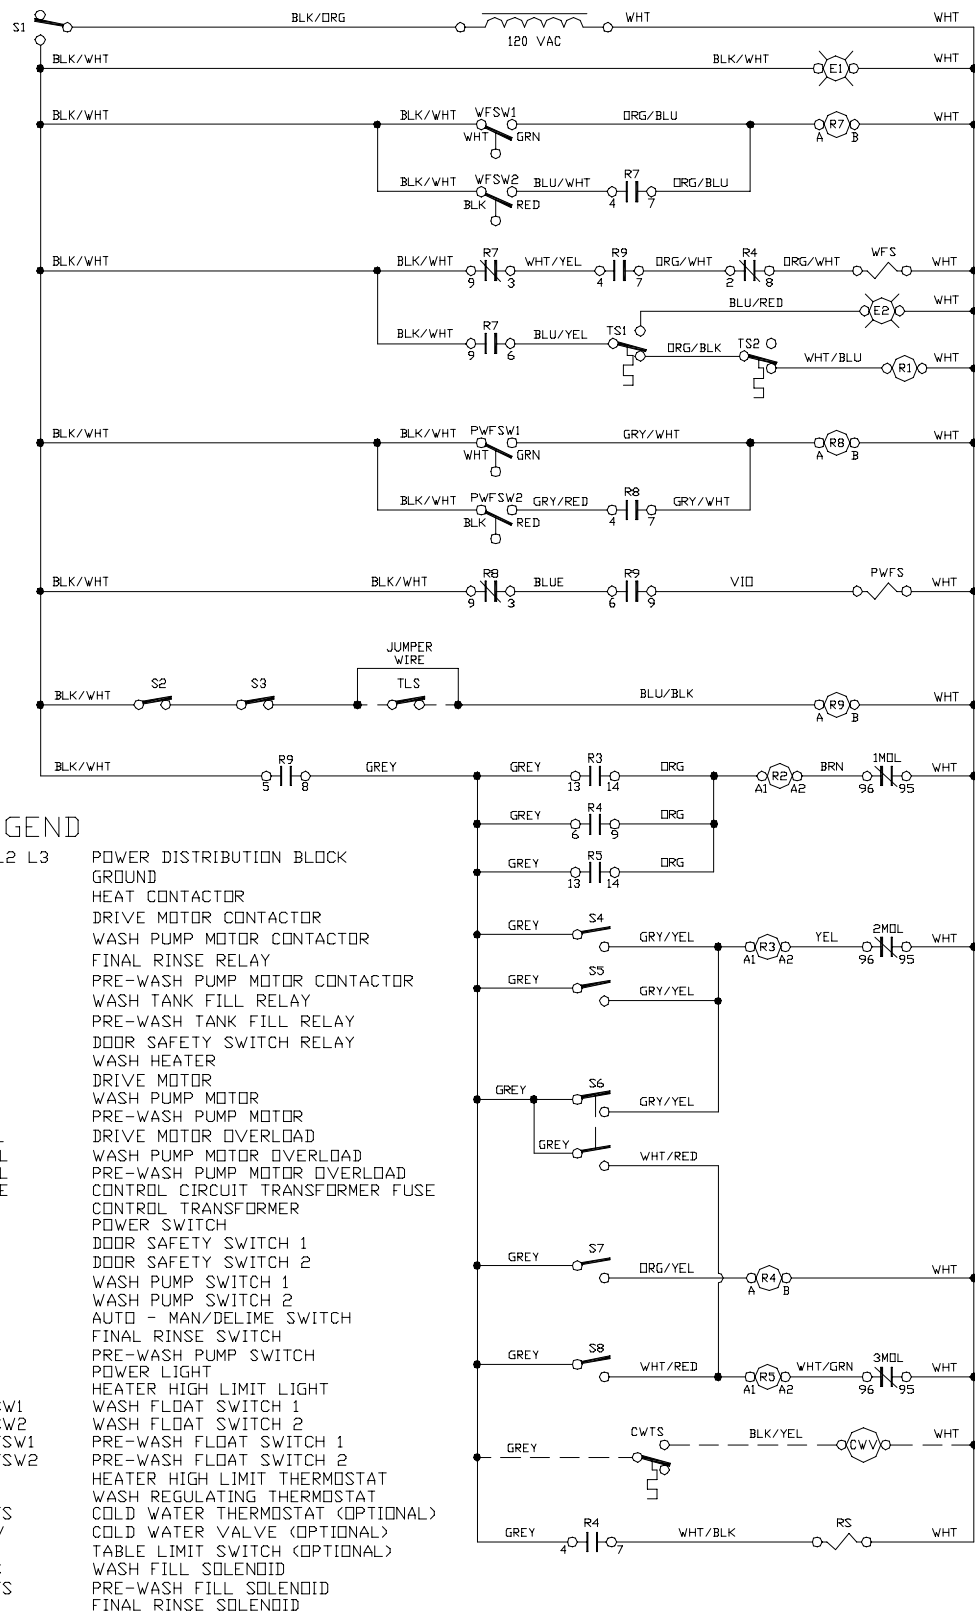 BLK/ORG WHT WHT
S1
120 VAC
BLK/WHT BLK/WHT E1 WHT
BLK/WHT BLK/WHT WFSW1 ORG/BLU R7 WHT
WHT GRN A B
BLK/WHT WFSW2 BLU/WHT R7 ORG/BLU
BLK RED 4 7
BLK/WHT BLK/WHT R7 WHT/YEL R9 ORG/WHT R4 ORG/WHT WFS WHT
9 3 4 7 2 8
BLU/RED E2 WHT
BLK/WHT R7 BLU/YEL TS1 ORG/BLK TS2 WHT/BLU R1 WHT
9 6
BLK/WHT BLK/WHT PWFSW1 GRY/WHT R8 WHT
WHT GRN A B
BLK/WHT PWFSW2 GRY/RED R8 GRY/WHT
BLK RED 4 7
BLK/WHT BLK/WHT R8 BLUE R9 VIO PWFS WHT
9 3 6 9
JUMPER
WIRE
BLK/WHT S2 S3 TLS BLU/BLK R9 WHT
A B
BLK/WHT R9 GREY GREY R3 ORG R2 BRN 1MOL WHT
5 8 13 14 A1 A2 96 95
GREY R4 ORG
6 9
GREY R5 ORG
13 14
GREY S4 GRY/YEL R3 YEL 2MOL WHT
A1 A2 96 95
GREY S5 GRY/YEL
GREY S6 GRY/YEL
GREY WHT/RED
GREY S7 ORG/YEL R4 WHT
A B
GREY S8 WHT/RED R5 WHT/GRN 3MOL WHT
A1 A2 96 95
GREY CWTS BLK/YEL CWV WHT
GREY R4 WHT/BLK RS WHT
4 7
GEND
L2 L3 POWER DISTRIBUTION BLOCK
GROUND
HEAT CONTACTOR
DRIVE MOTOR CONTACTOR
WASH PUMP MOTOR CONTACTOR
FINAL RINSE RELAY
PRE-WASH PUMP MOTOR CONTACTOR
WASH TANK FILL RELAY
PRE-WASH TANK FILL RELAY
DOOR SAFETY SWITCH RELAY
WASH HEATER
DRIVE MOTOR
WASH PUMP MOTOR
PRE-WASH PUMP MOTOR
L DRIVE MOTOR OVERLOAD
L WASH PUMP MOTOR OVERLOAD
L PRE-WASH PUMP MOTOR OVERLOAD
E CONTROL CIRCUIT TRANSFORMER FUSE
CONTROL TRANSFORMER
POWER SWITCH
DOOR SAFETY SWITCH 1
DOOR SAFETY SWITCH 2
WASH PUMP SWITCH 1
WASH PUMP SWITCH 2
AUTO - MAN/DELIME SWITCH
FINAL RINSE SWITCH
PRE-WASH PUMP SWITCH
POWER LIGHT
HEATER HIGH LIMIT LIGHT
W1 WASH FLOAT SWITCH 1
W2 WASH FLOAT SWITCH 2
SW1 PRE-WASH FLOAT SWITCH 1
SW2 PRE-WASH FLOAT SWITCH 2
HEATER HIGH LIMIT THERMOSTAT
WASH REGULATING THERMOSTAT
S COLD WATER THERMOSTAT (OPTIONAL)
COLD WATER VALVE (OPTIONAL)
TABLE LIMIT SWITCH (OPTIONAL)
WASH FILL SOLENOID
S PRE-WASH FILL SOLENOID
FINAL RINSE SOLENOID